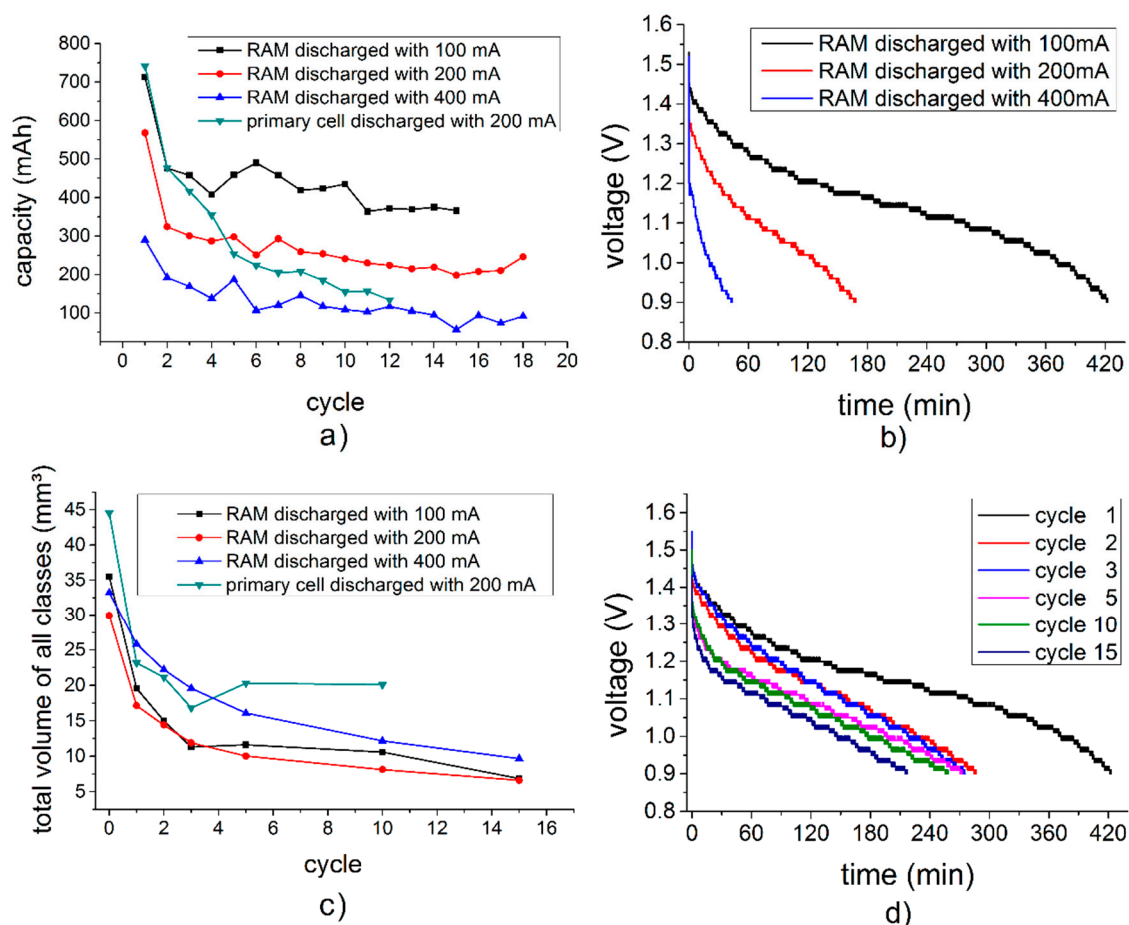 800
700
600
500
400
300
200
100
capacity (mAh)
RAM discharged with 100 mA
RAM discharged with 200 mA
RAM discharged with 400 mA
primary cell discharged with 200 mA
0 2 4 6 8 10 12 14 16 18 20
cycle
a)
1.6
1.5
1.4
1.3
1.2
1.1
1.0
0.9
0.8
voltage (V)
RAM discharged with 100mA
RAM discharged with 200mA
RAM discharged with 400mA
0 60 120 180 240 300 360 420
time (min)
b)
45
40
35
30
25
20
15
10
5
total volume of all classes (mm³)
RAM discharged with 100 mA
RAM discharged with 200 mA
RAM discharged with 400 mA
primary cell discharged with 200 mA
0 2 4 6 8 10 12 14 16
cycle
c)
1.6
1.5
1.4
1.3
1.2
1.1
1.0
0.9
0.8
voltage (V)
cycle 1
cycle 2
cycle 3
cycle 5
cycle 10
cycle 15
0 60 120 180 240 300 360 420
time (min)
d)